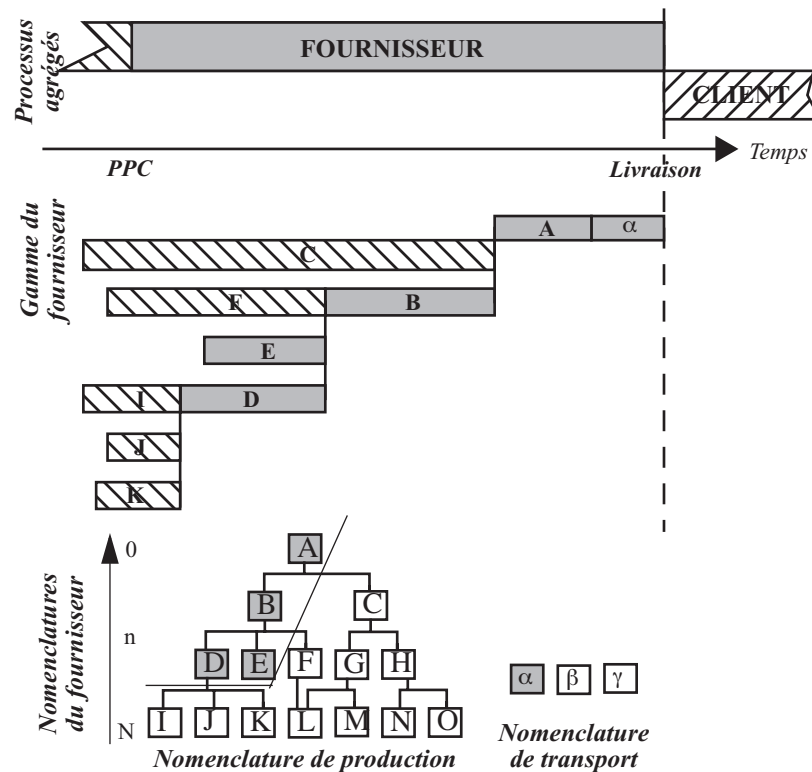 Processus
agrégés
FOURNISSEUR
CLIENT
Temps
PPC
Livraison
Gamme du
fournisseur
A
α
C
F
B
E
I
D
J
K
Nomenclatures
du fournisseur
0
n
N
A
B
C
D
E
F
G
H
I
J
K
L
M
N
O
α
β
γ
Nomenclature de production
Nomenclature
de transport